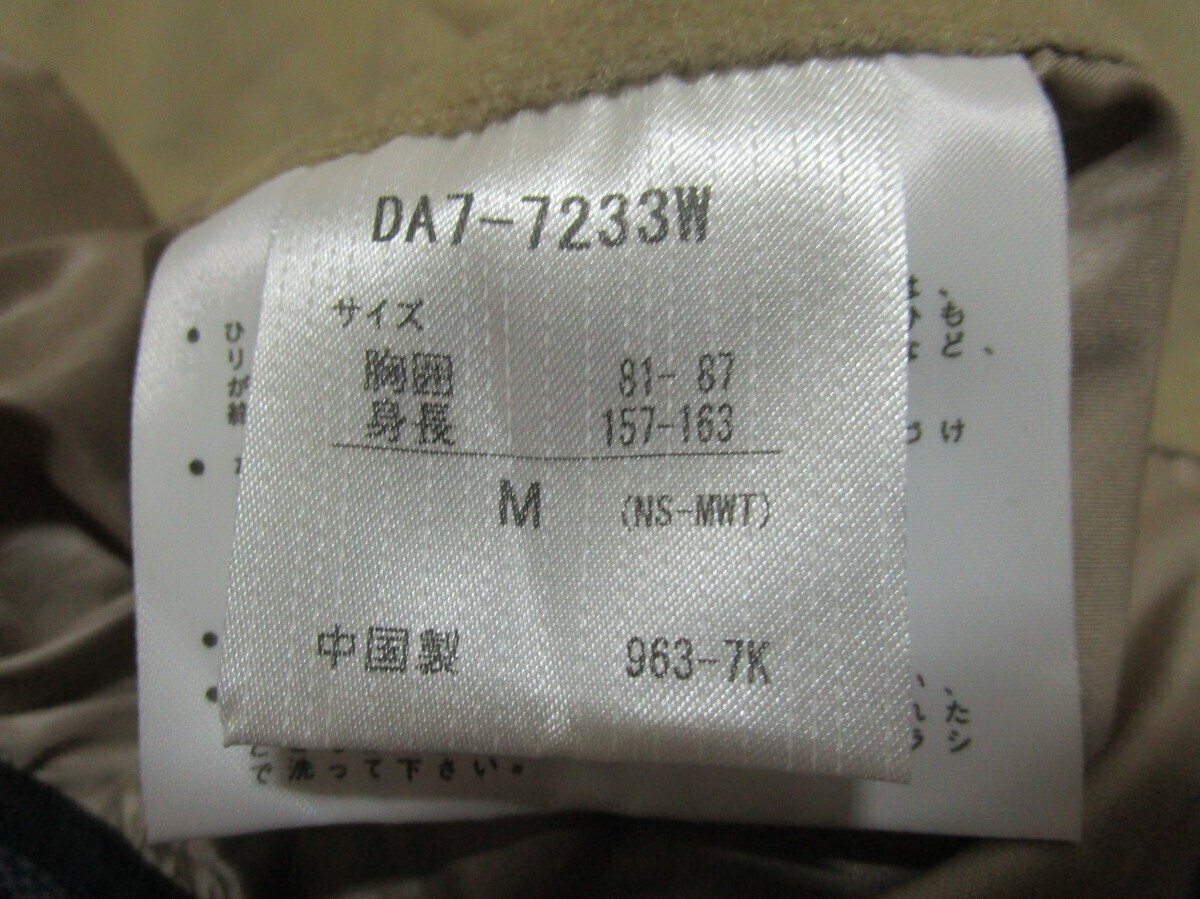 DA7-7233W
サイズ
胸囲 81- 87
身長 157-163
M (NS-MWT)
中国製 963-7K
で洗って下さい。